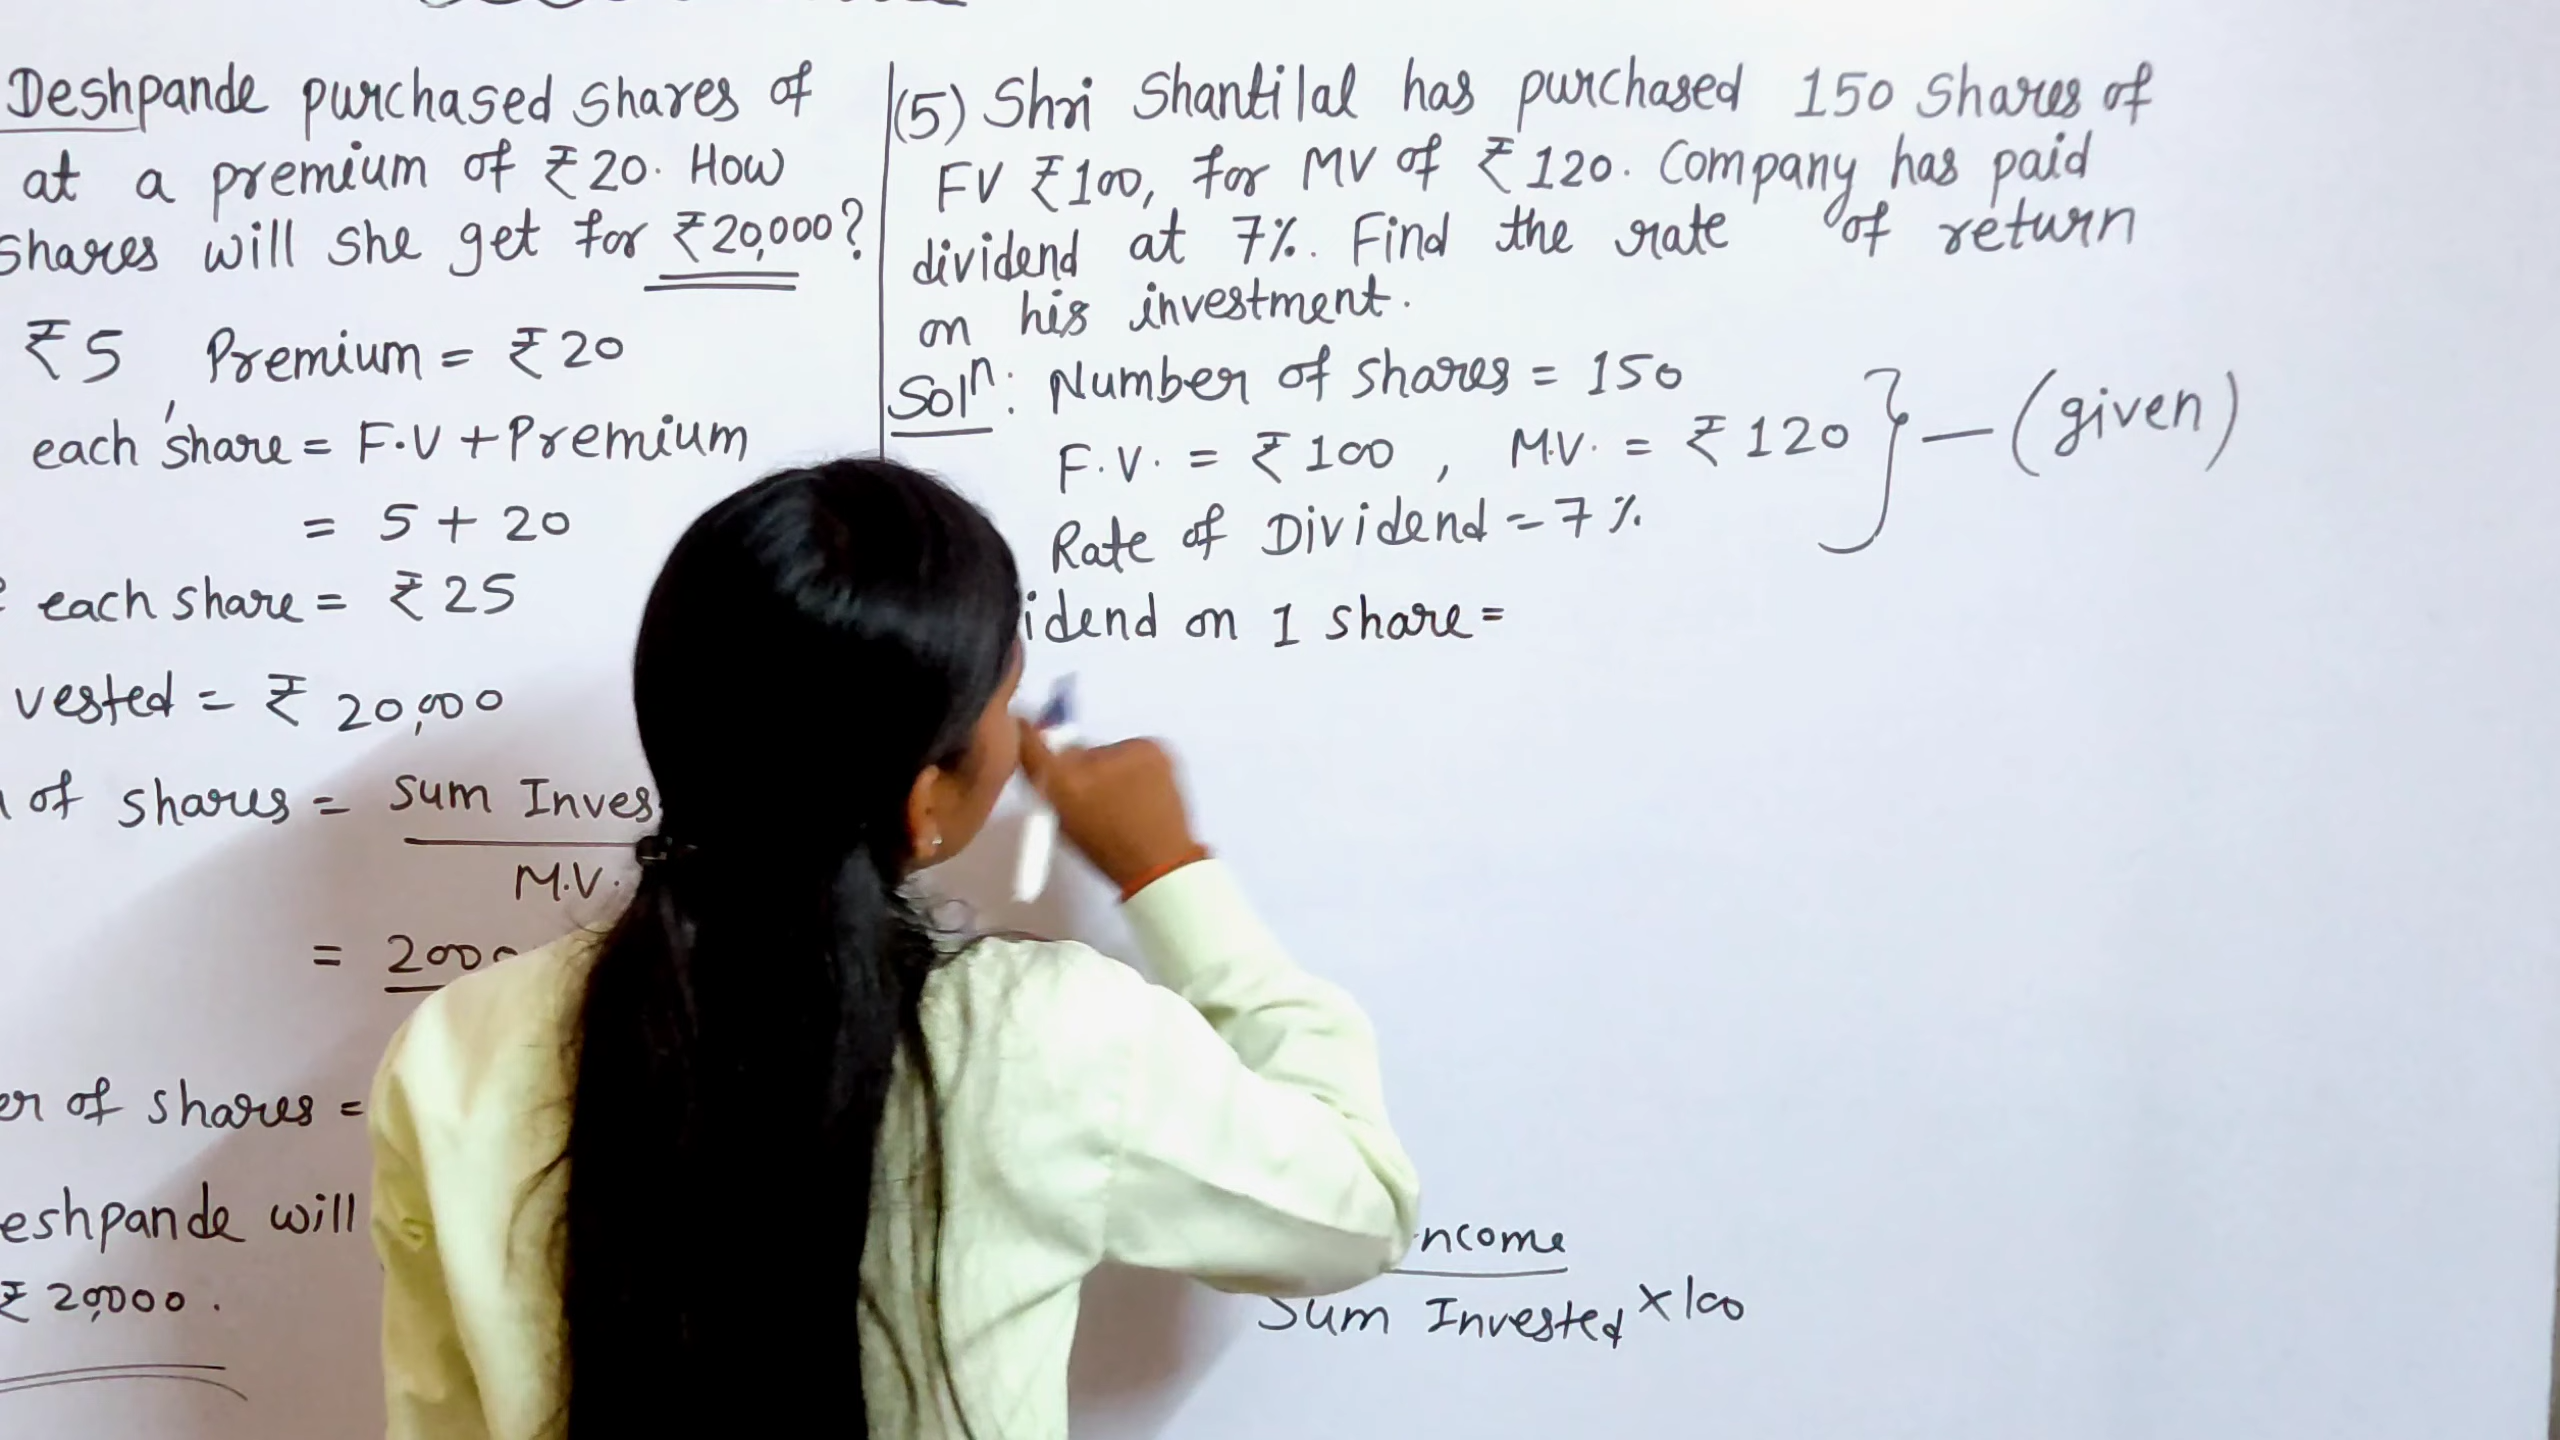 Deshpande purchased shares of
at a premium of ₹20. How
shares will she get for ₹20,000?
₹5, Premium = ₹20
each share = F.V + Premium
= 5 + 20
each share = ₹25
vested = ₹ 20,000
of shares = Sum Inves
M.V.
= 2000
er of shares =
eshpande will
₹ 20,000.
(5) Shri Shantilal has purchased 150 shares of
FV ₹100, for MV of ₹120. Company has paid
dividend at 7%. Find the rate of return
on his investment.
Solⁿ: Number of shares = 150
F.V. = ₹100, M.V. = ₹120 } — (given)
Rate of Dividend = 7%
idend on 1 share =
ncome
Sum Invested × 100